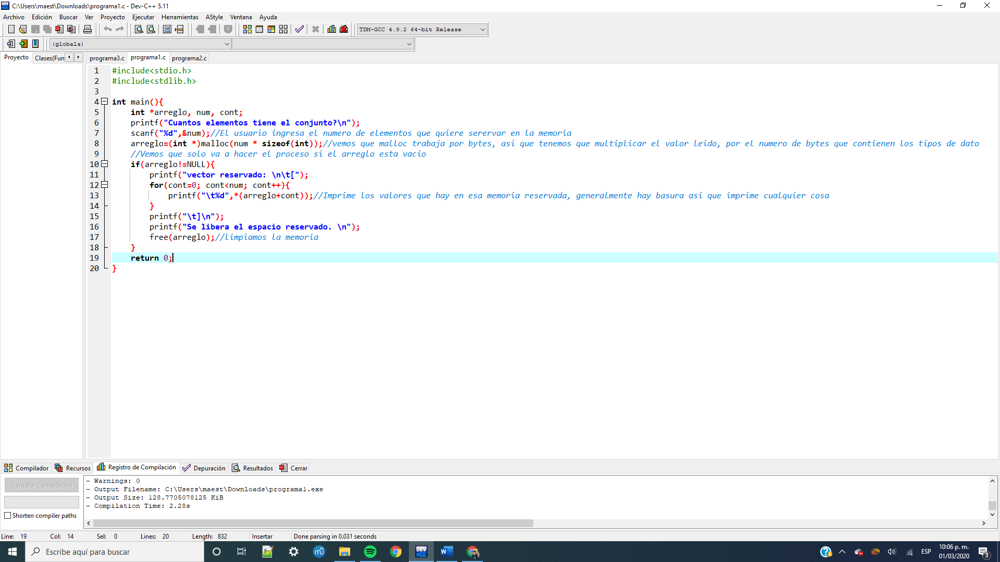 C:\Users\maest\Downloads\programa1.c - Dev-C++ 5.11
Archivo Edición Buscar Ver Proyecto Ejecutar Herramientas AStyle Ventana Ayuda
TDM-GCC 4.9.2 64-bit Release
(globals)
Proyecto Clases(Fun programa3.c programa1.c programa2.c
1 #include<stdio.h>
2 #include<stdlib.h>
3
4 int main(){
5 int *arreglo, num, cont;
6 printf("Cuantos elementos tiene el conjunto?\n");
7 scanf("%d",&num);//El usuario ingresa el numero de elementos que quiere serervar en la memoria
8 arreglo=(int *)malloc(num * sizeof(int));//vemos que malloc trabaja por bytes, asi que tenemos que multiplicar el valor leido, por el numero de bytes que contienen los tipos de dato
9 //Vemos que solo va a hacer el proceso si el arreglo esta vacio
10 if(arreglo!=NULL){
11 printf("vector reservado: \n\t[");
12 for(cont=0; cont<num; cont++){
13 printf("\t%d",*(arreglo+cont));//Imprime los valores que hay en esa memoria reservada, generalmente hay basura asi que imprime cualquier cosa
14 }
15 printf("\t]\n");
16 printf("Se libera el espacio reservado. \n");
17 free(arreglo);//limpiamos la memoria
18 }
19 return 0;
20 }
Compilador Recursos Registro de Compilación Depuración Resultados Cerrar
Cancelar Compilación
Shorten compiler paths
- Warnings: 0
- Output Filename: C:\Users\maest\Downloads\programa1.exe
- Output Size: 128.7705078125 KiB
- Compilation Time: 2.28s
Line: 19 Col: 14 Sel: 0 Lines: 20 Length: 832 Insertar Done parsing in 0.031 seconds
Escribe aquí para buscar
DEV
W
ESP
10:06 p. m.
01/03/2020
3